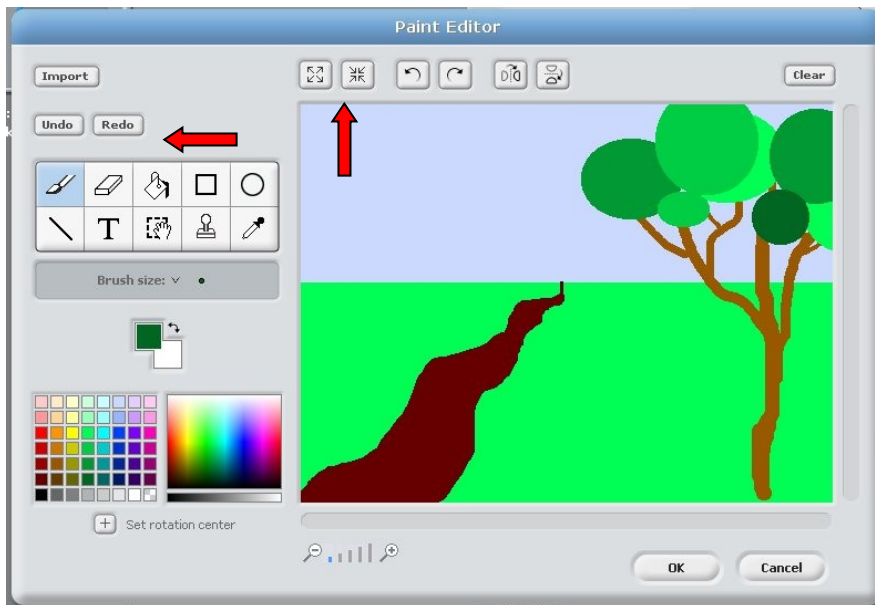 Paint Editor
Import
Clear
Undo Redo
T
Brush size:
Set rotation center
OK Cancel